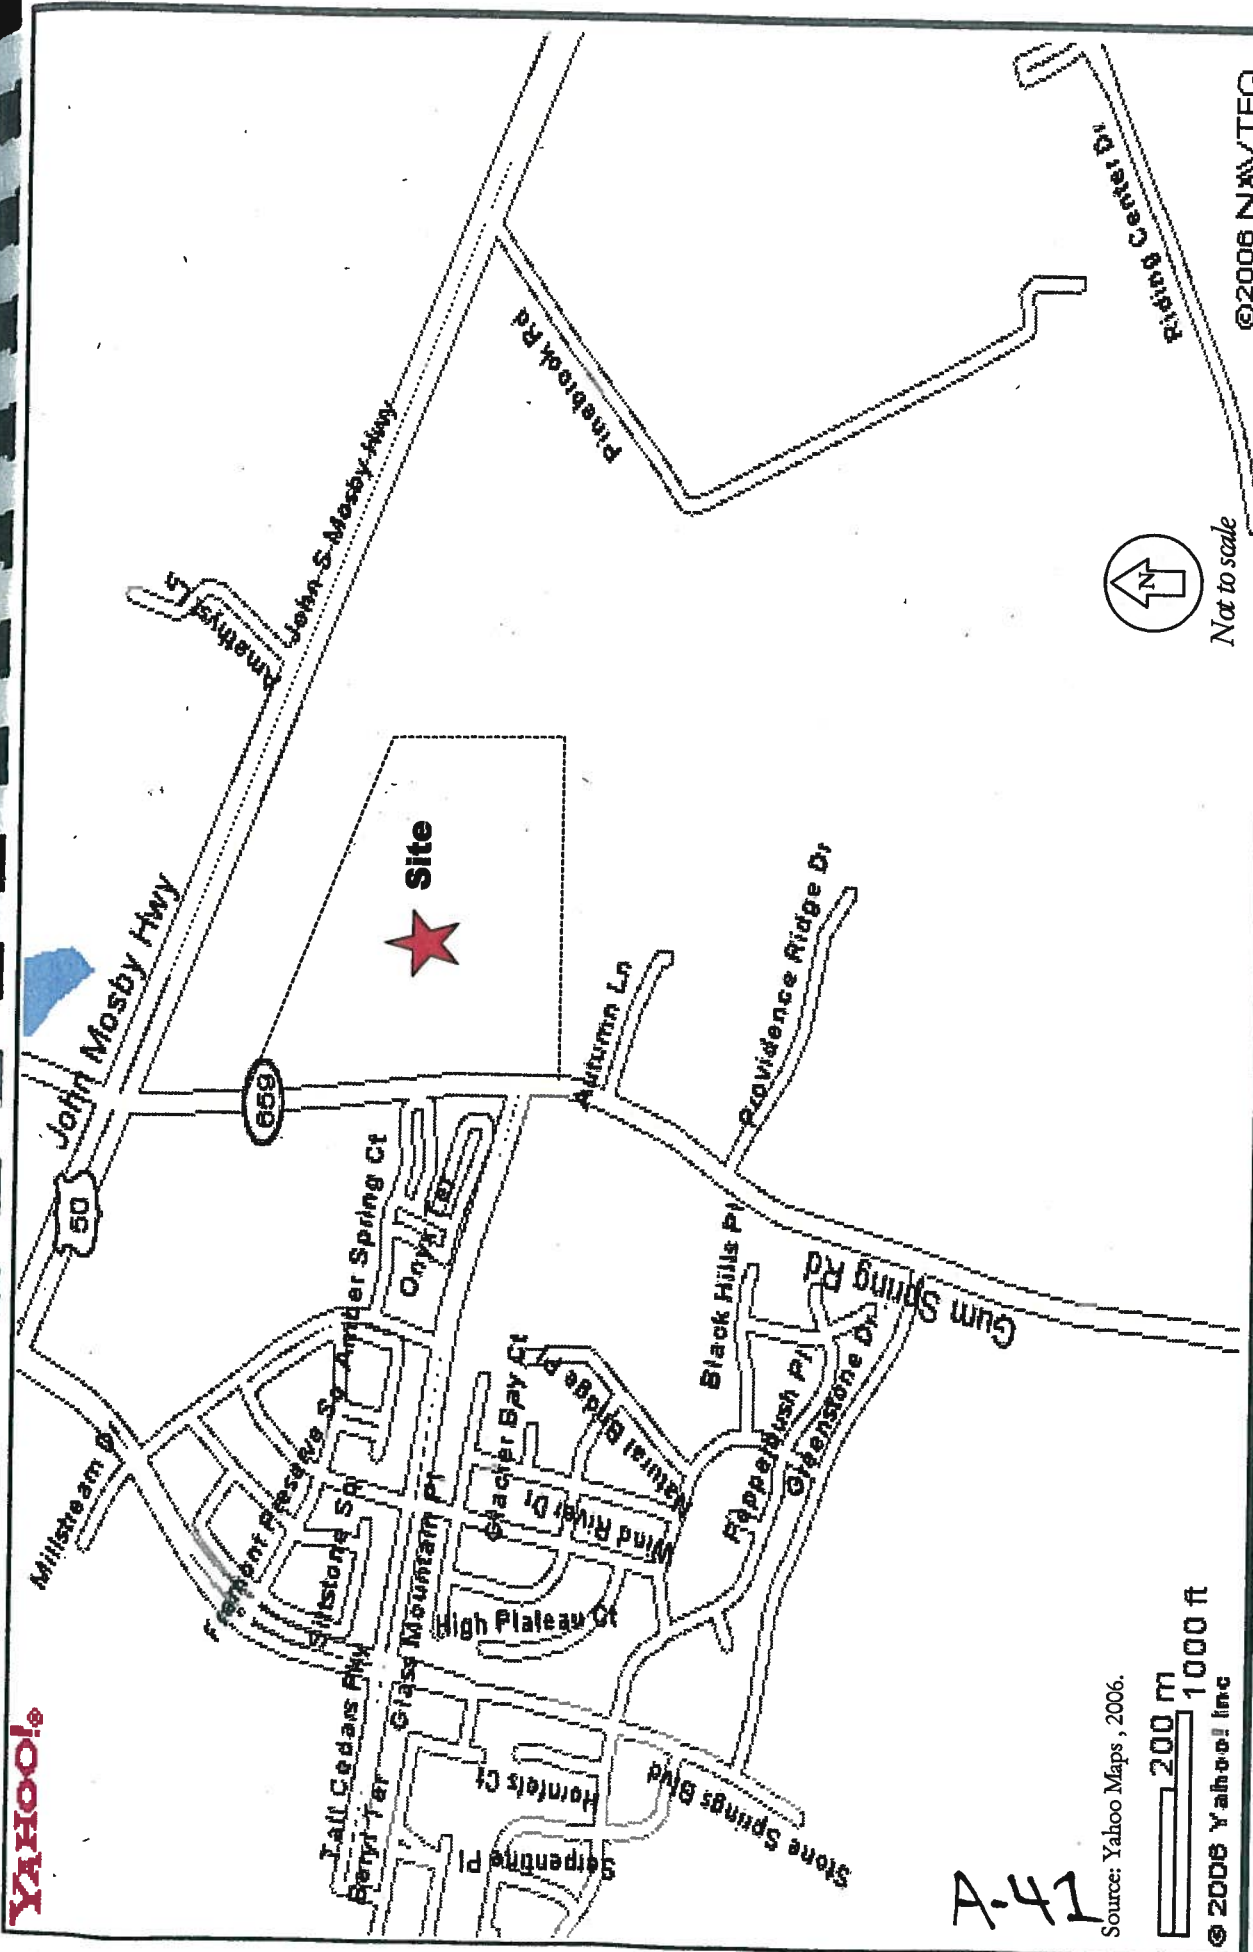 YAHOO!®
John Mosby Hwy
50
659
John S Mosby Hwy
Amethyst Ln
Pinebrook Rd
Riding Center Dr
Site
Millstream Dr
Fremont Preserve Sq
Amber Spring Ct
Onyx Ter
Siltstone Sq
Tall Cedars Pkwy
Beryl Ter
Glass Mountain Pl
Glacier Bay Ct
Natural Bridge Pl
Wind River Dr
High Plateau Ct
Hornfels Ct
Serpentine Pl
Stone Springs Blvd
Pepperbush Pl
Greenstone Dr
Black Hills Pl
Gum Spring Rd
Autumn Ln
Providence Ridge Dr
N
Not to scale
A-41
Source: Yahoo Maps , 2006.
200 m
1000 ft
© 2006 Yahoo! Inc
©2006 NAVTEQ